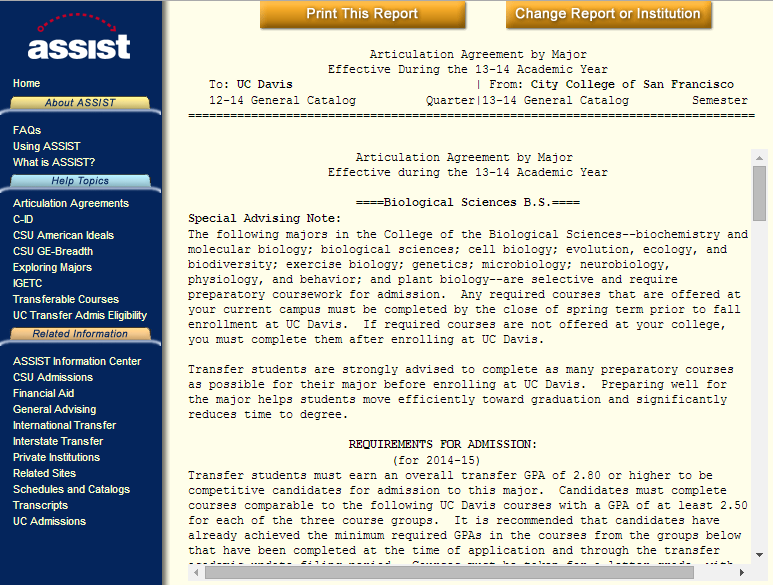 assist
Home
About ASSIST
FAQs
Using ASSIST
What is ASSIST?
Help Topics
Articulation Agreements
C-ID
CSU American Ideals
CSU GE-Breadth
Exploring Majors
IGETC
Transferable Courses
UC Transfer Admis Eligibility
Related Information
ASSIST Information Center
CSU Admissions
Financial Aid
General Advising
International Transfer
Interstate Transfer
Private Institutions
Related Sites
Schedules and Catalogs
Transcripts
UC Admissions
Print This Report
Change Report or Institution
Articulation Agreement by Major
Effective During the 13-14 Academic Year
To: UC Davis | From: City College of San Francisco
12-14 General Catalog Quarter|13-14 General Catalog Semester
================================================================================
Articulation Agreement by Major
Effective during the 13-14 Academic Year
====Biological Sciences B.S.====
Special Advising Note:
The following majors in the College of the Biological Sciences--biochemistry and
molecular biology; biological sciences; cell biology; evolution, ecology, and
biodiversity; exercise biology; genetics; microbiology; neurobiology,
physiology, and behavior; and plant biology--are selective and require
preparatory coursework for admission. Any required courses that are offered at
your current campus must be completed by the close of spring term prior to fall
enrollment at UC Davis. If required courses are not offered at your college,
you must complete them after enrolling at UC Davis.
Transfer students are strongly advised to complete as many preparatory courses
as possible for their major before enrolling at UC Davis. Preparing well for
the major helps students move efficiently toward graduation and significantly
reduces time to degree.
REQUIREMENTS FOR ADMISSION:
(for 2014-15)
Transfer students must earn an overall transfer GPA of 2.80 or higher to be
competitive candidates for admission to this major. Candidates must complete
courses comparable to the following UC Davis courses with a GPA of at least 2.50
for each of the three course groups. It is recommended that candidates have
already achieved the minimum required GPAs in the courses from the groups below
that have been completed at the time of application and through the transfer
academic update filing period. Courses must be taken for a letter grade, with